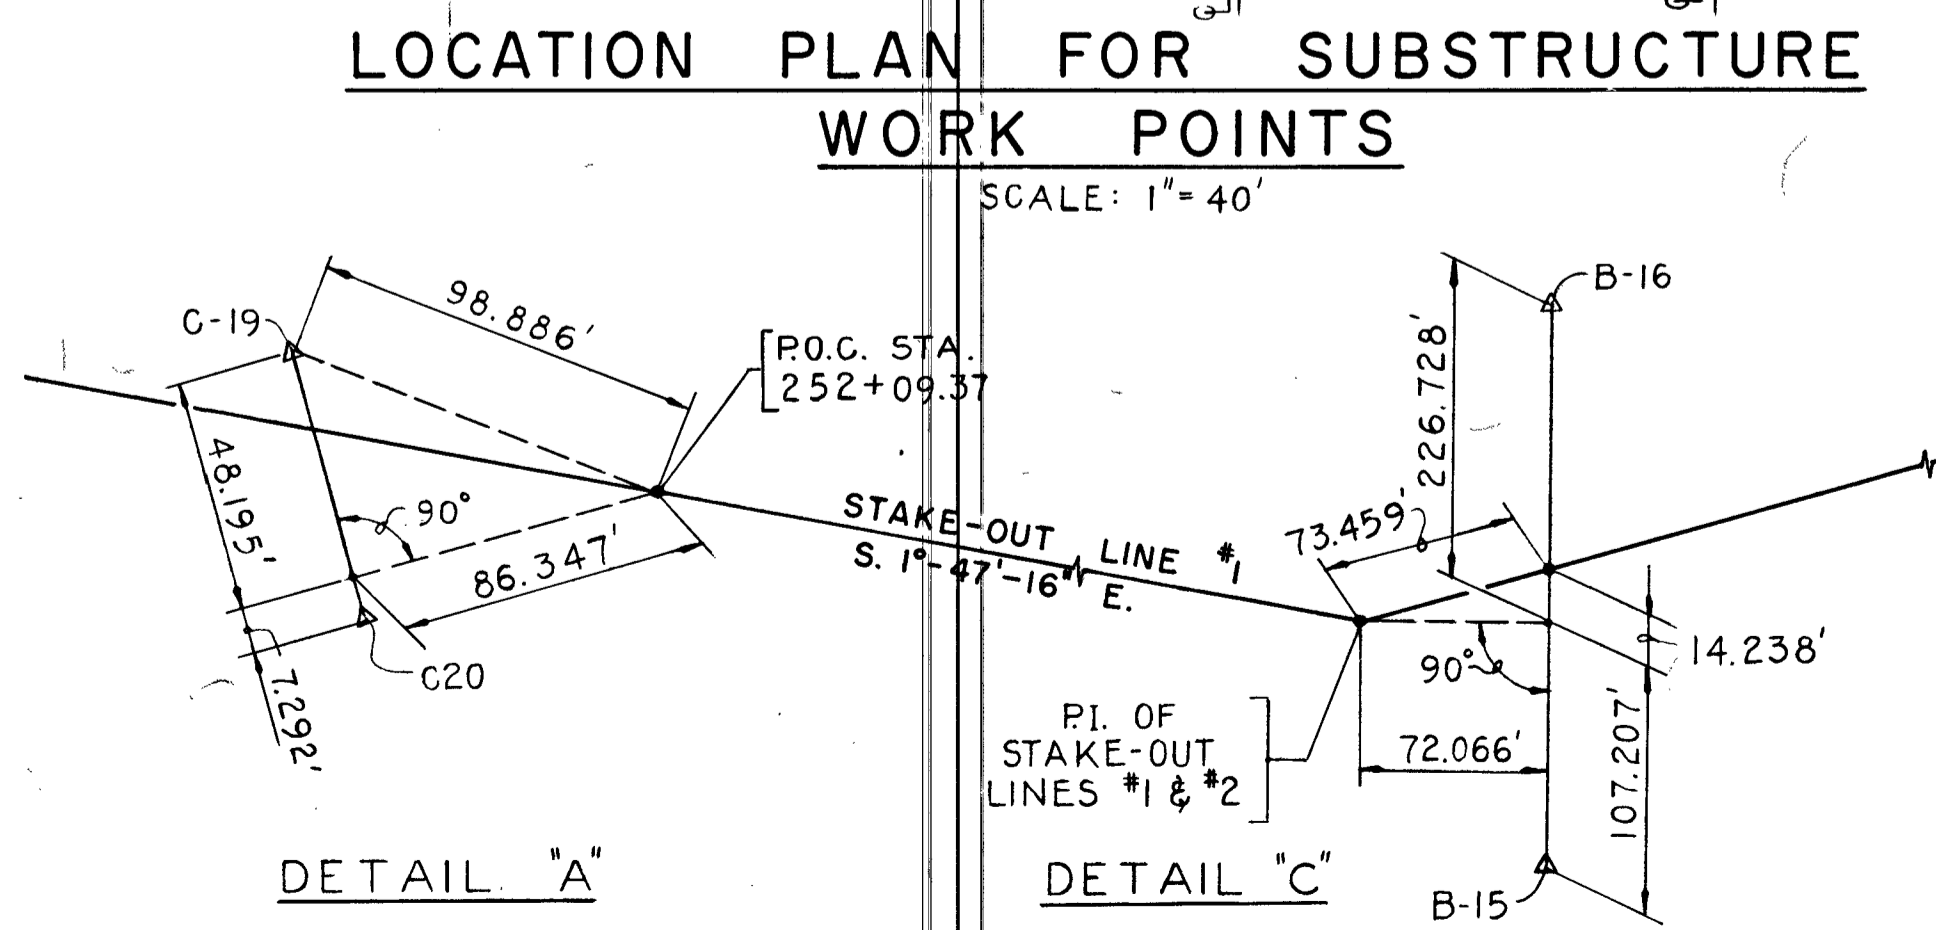 LOCATION PLAN FOR SUBSTRUCTURE
WORK POINTS
SCALE: 1"= 40'
C-19
98.886'
P.O.C. STA.
252+09.37
48.195'
90°
86.347'
7.292'
C20
STAKE-OUT LINE #1
S. 1°-47'-16" E.
B-16
226.728'
73.459'
14.238'
90°
72.066'
107.207'
P.I. OF
STAKE-OUT
LINES #1 & #2
B-15
DETAIL "A"
DETAIL "C"